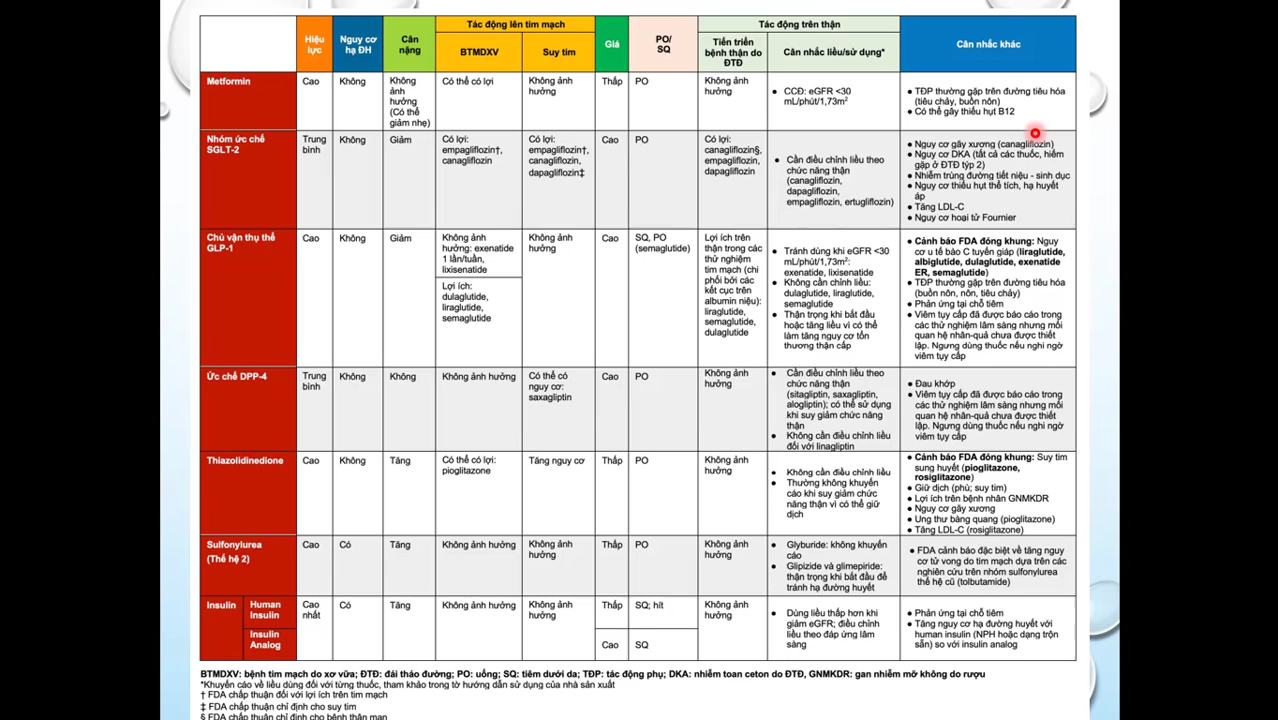 Hiệu lực
Nguy cơ hạ ĐH
Cân nặng
Tác động lên tim mạch
BTMDXV
Suy tim
Giá
PO/ SQ
Tác động trên thận
Tiến triển bệnh thận do ĐTĐ
Cân nhắc liều/sử dụng*
Cân nhắc khác
Metformin
Cao
Không
Không ảnh hưởng (Có thể giảm nhẹ)
Có thể có lợi
Không ảnh hưởng
Thấp
PO
Không ảnh hưởng
● CCĐ: eGFR <30 mL/phút/1,73m²
● TĐP thường gặp trên đường tiêu hóa (tiêu chảy, buồn nôn)
● Có thể gây thiếu hụt B12
Nhóm ức chế SGLT-2
Trung bình
Không
Giảm
Có lợi: empagliflozin†, canagliflozin
Có lợi: empagliflozin†, canagliflozin, dapagliflozin‡
Cao
PO
Có lợi: canagliflozin§, empagliflozin, dapagliflozin
● Cần điều chỉnh liều theo chức năng thận (canagliflozin, dapagliflozin, empagliflozin, ertugliflozin)
● Nguy cơ gãy xương (canagliflozin)
● Nguy cơ DKA (tất cả các thuốc, hiếm gặp ở ĐTĐ týp 2)
● Nhiễm trùng đường tiết niệu - sinh dục
● Nguy cơ thiếu hụt thể tích, hạ huyết áp
● Tăng LDL-C
● Nguy cơ hoại tử Fournier
Chủ vận thụ thể GLP-1
Cao
Không
Giảm
Không ảnh hưởng: exenatide 1 lần/tuần, lixisenatide
Lợi ích: dulaglutide, liraglutide, semaglutide
Không ảnh hưởng
Cao
SQ, PO (semaglutide)
Lợi ích trên thận trong các thử nghiệm tim mạch (chi phối bởi các kết cục trên albumin niệu): liraglutide, semaglutide, dulaglutide
● Tránh dùng khi eGFR <30 mL/phút/1,73m²: exenatide, lixisenatide
● Không cần chỉnh liều: dulaglutide, liraglutide, semaglutide
● Thận trọng khi bắt đầu hoặc tăng liều vì có thể làm tăng nguy cơ tổn thương thận cấp
● Cảnh báo FDA đóng khung: Nguy cơ u tế bào C tuyến giáp (liraglutide, albiglutide, dulaglutide, exenatide ER, semaglutide)
● TĐP thường gặp trên đường tiêu hóa (buồn nôn, nôn, tiêu chảy)
● Phản ứng tại chỗ tiêm
● Viêm tụy cấp đã được báo cáo trong các thử nghiệm lâm sàng nhưng mối quan hệ nhân-quả chưa được thiết lập. Ngưng dùng thuốc nếu nghi ngờ viêm tụy cấp
Ức chế DPP-4
Trung bình
Không
Không
Không ảnh hưởng
Có thể có nguy cơ: saxagliptin
Cao
PO
Không ảnh hưởng
● Cần điều chỉnh liều theo chức năng thận (sitagliptin, saxagliptin, alogliptin); có thể sử dụng khi suy giảm chức năng thận
● Không cần điều chỉnh liều đối với linagliptin
● Đau khớp
● Viêm tụy cấp đã được báo cáo trong các thử nghiệm lâm sàng nhưng mối quan hệ nhân-quả chưa được thiết lập. Ngưng dùng thuốc nếu nghi ngờ viêm tụy cấp
Thiazolidinedione
Cao
Không
Tăng
Có thể có lợi: pioglitazone
Tăng nguy cơ
Thấp
PO
Không ảnh hưởng
● Không cần điều chỉnh liều
● Thường không khuyến cáo khi suy giảm chức năng thận vì có thể giữ dịch
● Cảnh báo FDA đóng khung: Suy tim sung huyết (pioglitazone, rosiglitazone)
● Giữ dịch (phù; suy tim)
● Lợi ích trên bệnh nhân GNMKDR
● Nguy cơ gãy xương
● Ung thư bàng quang (pioglitazone)
● Tăng LDL-C (rosiglitazone)
Sulfonylurea (Thế hệ 2)
Cao
Có
Tăng
Không ảnh hưởng
Không ảnh hưởng
Thấp
PO
Không ảnh hưởng
● Glyburide: không khuyến cáo
● Glipizide và glimepiride: thận trọng khi bắt đầu để tránh hạ đường huyết
● FDA cảnh báo đặc biệt về tăng nguy cơ tử vong do tim mạch dựa trên các nghiên cứu trên nhóm sulfonylurea thế hệ cũ (tolbutamide)
Insulin
Human Insulin
Insulin Analog
Cao nhất
Có
Tăng
Không ảnh hưởng
Không ảnh hưởng
Thấp
SQ; hít
Cao
SQ
Không ảnh hưởng
● Dùng liều thấp hơn khi giảm eGFR; điều chỉnh liều theo đáp ứng lâm sàng
● Phản ứng tại chỗ tiêm
● Tăng nguy cơ hạ đường huyết với human insulin (NPH hoặc dạng trộn sẵn) so với insulin analog
BTMDXV: bệnh tim mạch do xơ vữa; ĐTĐ: đái tháo đường; PO: uống; SQ: tiêm dưới da; TĐP: tác động phụ; DKA: nhiễm toan ceton do ĐTĐ, GNMKDR: gan nhiễm mỡ không do rượu
*Khuyến cáo về liều dùng đối với từng thuốc, tham khảo trong tờ hướng dẫn sử dụng của nhà sản xuất
† FDA chấp thuận đối với lợi ích trên tim mạch
‡ FDA chấp thuận chỉ định cho suy tim
§ FDA chấp thuận chỉ định cho bệnh thận mạn